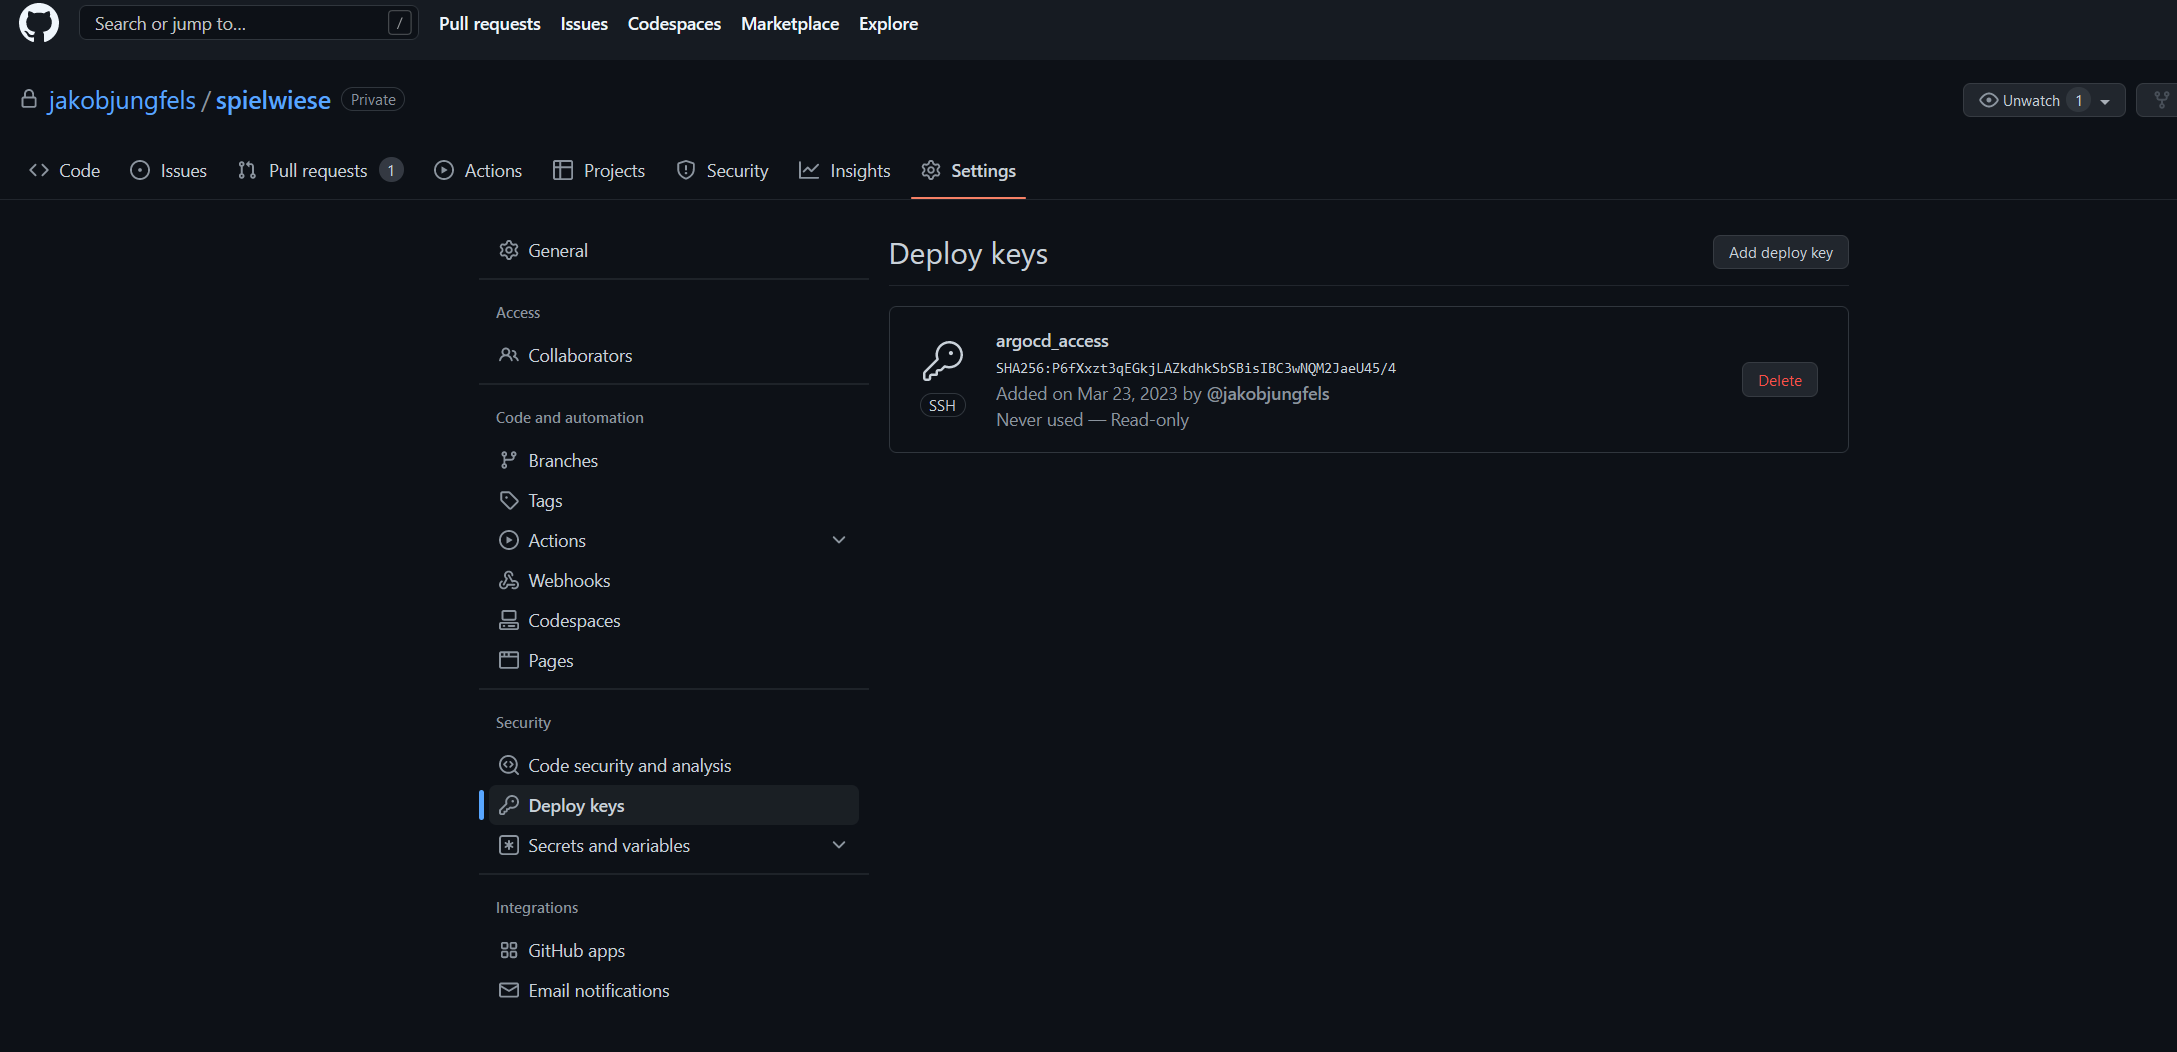 Search or jump to... /
Pull requests Issues Codespaces Marketplace Explore
jakobjungfels / spielwiese Private
Unwatch 1
Code Issues Pull requests 1 Actions Projects Security Insights Settings
General
Access
Collaborators
Code and automation
Branches
Tags
Actions
Webhooks
Codespaces
Pages
Security
Code security and analysis
Deploy keys
Secrets and variables
Integrations
GitHub apps
Email notifications
Deploy keys
Add deploy key
argocd_access
SHA256:P6fXxzt3qEGkjLAZkdhkSbSBisIBC3wNQM2JaeU45/4
Added on Mar 23, 2023 by @jakobjungfels
Never used — Read-only
SSH
Delete